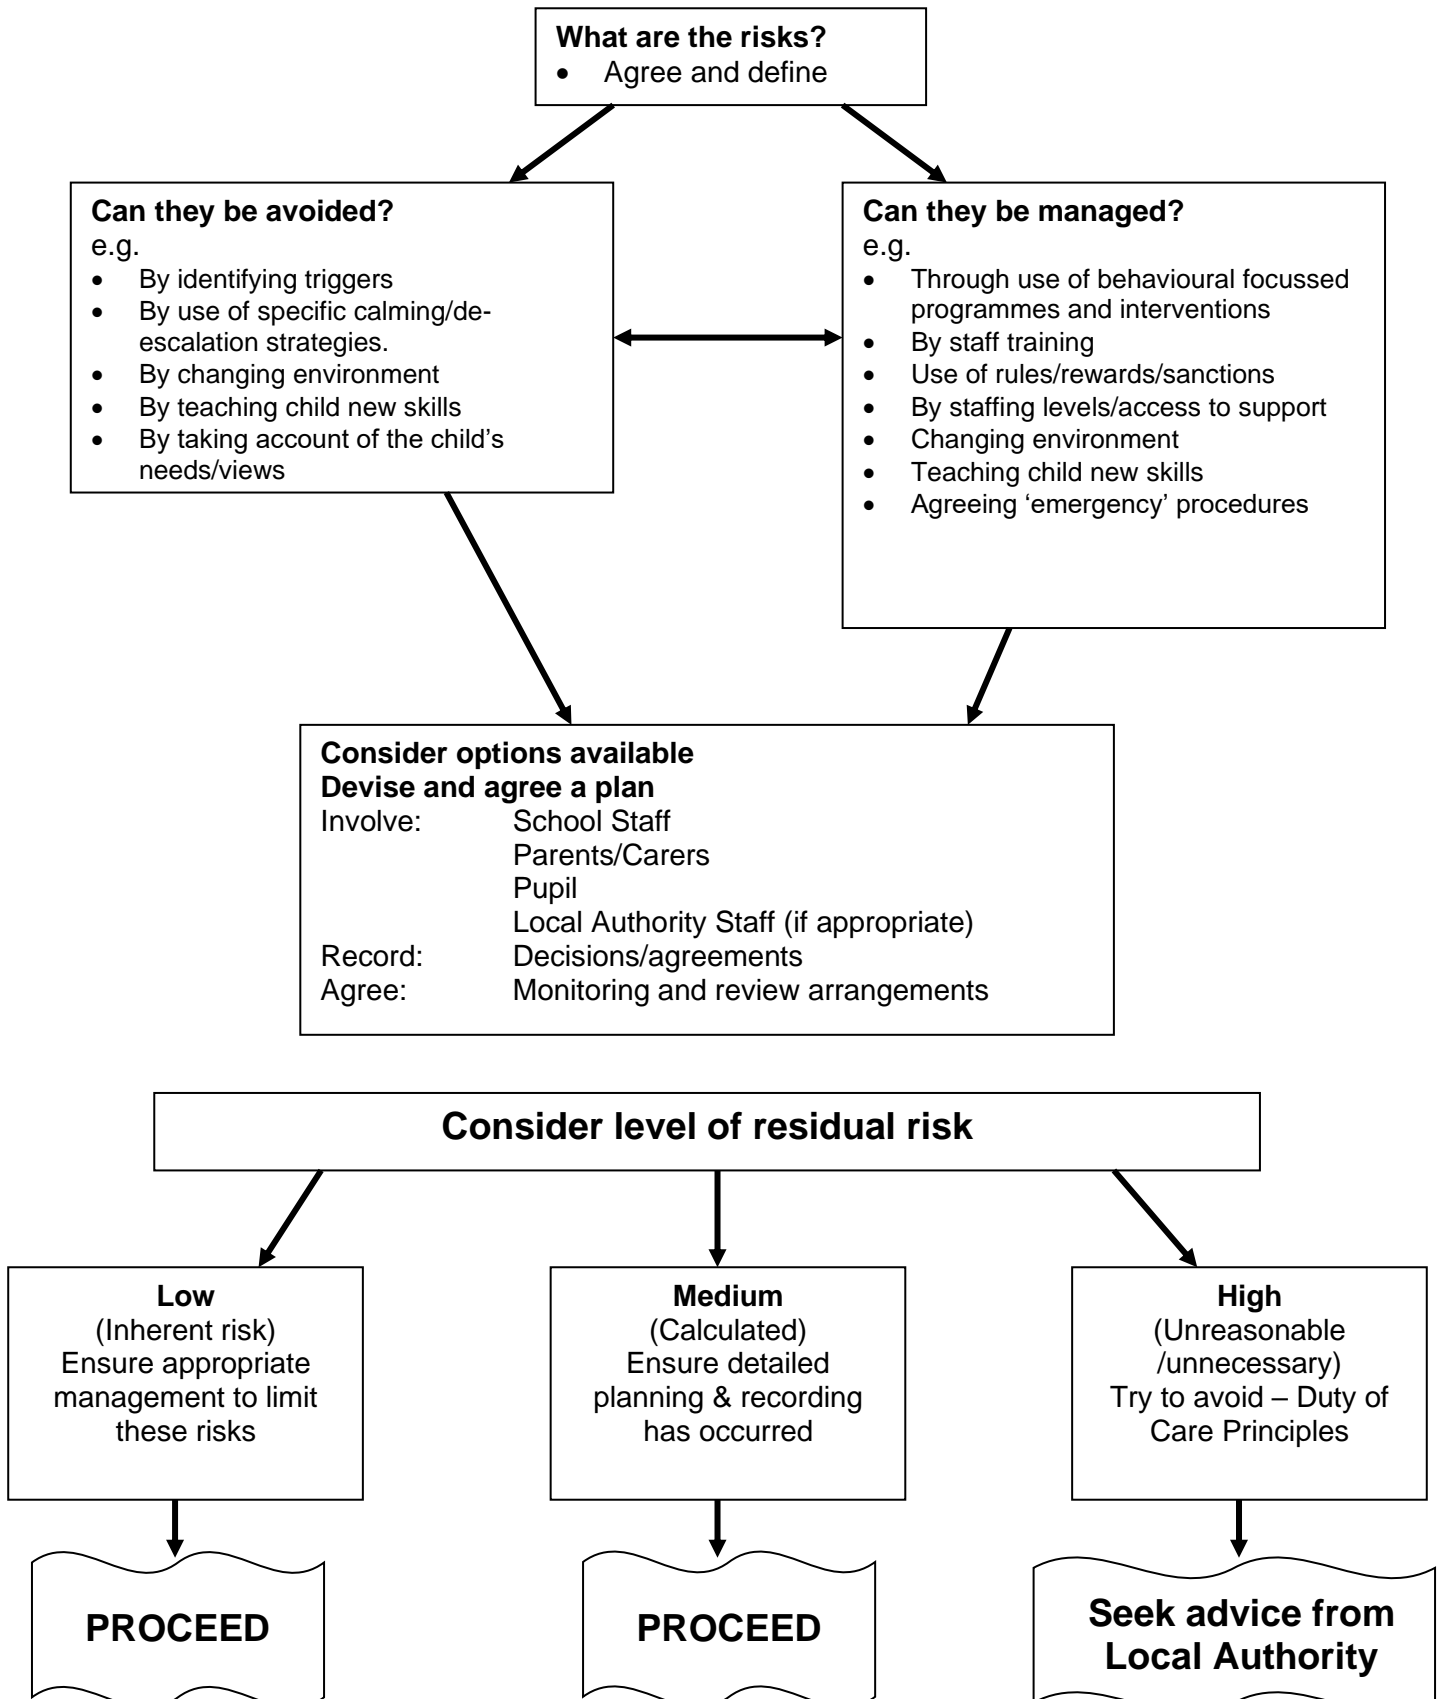 What are the risks?
• Agree and define
Can they be avoided?
e.g.
• By identifying triggers
• By use of specific calming/de-
escalation strategies.
• By changing environment
• By teaching child new skills
• By taking account of the child’s
needs/views
Can they be managed?
e.g.
• Through use of behavioural focussed
programmes and interventions
• By staff training
• Use of rules/rewards/sanctions
• By staffing levels/access to support
• Changing environment
• Teaching child new skills
• Agreeing ‘emergency’ procedures
Consider options available
Devise and agree a plan
Involve: School Staff
Parents/Carers
Pupil
Local Authority Staff (if appropriate)
Record: Decisions/agreements
Agree: Monitoring and review arrangements
Consider level of residual risk
Low
(Inherent risk)
Ensure appropriate
management to limit
these risks
Medium
(Calculated)
Ensure detailed
planning & recording
has occurred
High
(Unreasonable
/unnecessary)
Try to avoid – Duty of
Care Principles
PROCEED
PROCEED
Seek advice from
Local Authority